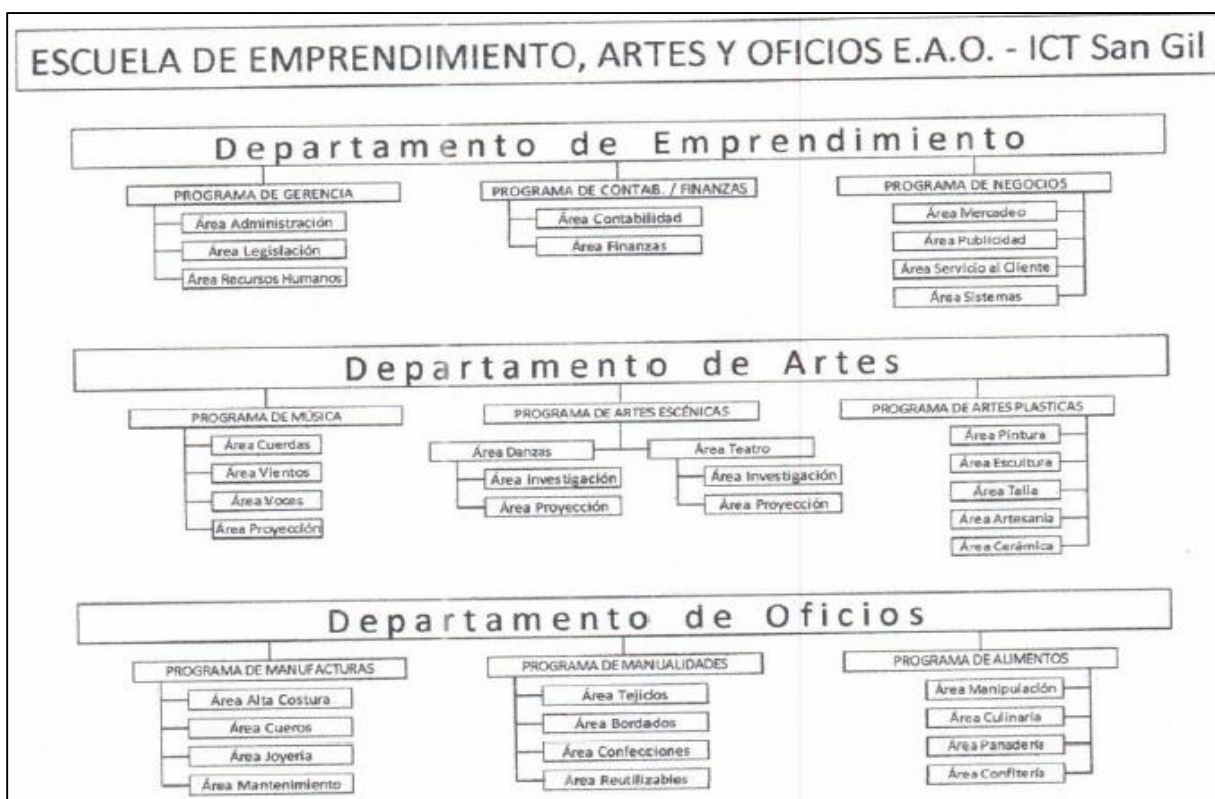 ESCUELA DE EMPRENDIMIENTO, ARTES Y OFICIOS E.A.O. - ICT San Gil
Departamento de Emprendimiento
PROGRAMA DE GERENCIA
Área Administración
Área Legislación
Área Recursos Humanos
PROGRAMA DE CONTAB. / FINANZAS
Área Contabilidad
Área Finanzas
PROGRAMA DE NEGOCIOS
Área Mercadeo
Área Publicidad
Área Servicio al Cliente
Área Sistemas
Departamento de Artes
PROGRAMA DE MÚSICA
Área Cuerdas
Área Vientos
Área Voces
Área Proyección
PROGRAMA DE ARTES ESCÉNICAS
Área Danzas
Área Investigación
Área Proyección
Área Teatro
Área Investigación
Área Proyección
PROGRAMA DE ARTES PLASTICAS
Área Pintura
Área Escultura
Área Talla
Área Artesanía
Área Cerámica
Departamento de Oficios
PROGRAMA DE MANUFACTURAS
Área Alta Costura
Área Cueros
Área Joyería
Área Mantenimiento
PROGRAMA DE MANUALIDADES
Área Tejidos
Área Bordados
Área Confecciones
Área Reutilizables
PROGRAMA DE ALIMENTOS
Área Manipulación
Área Culinaria
Área Panadería
Área Confitería